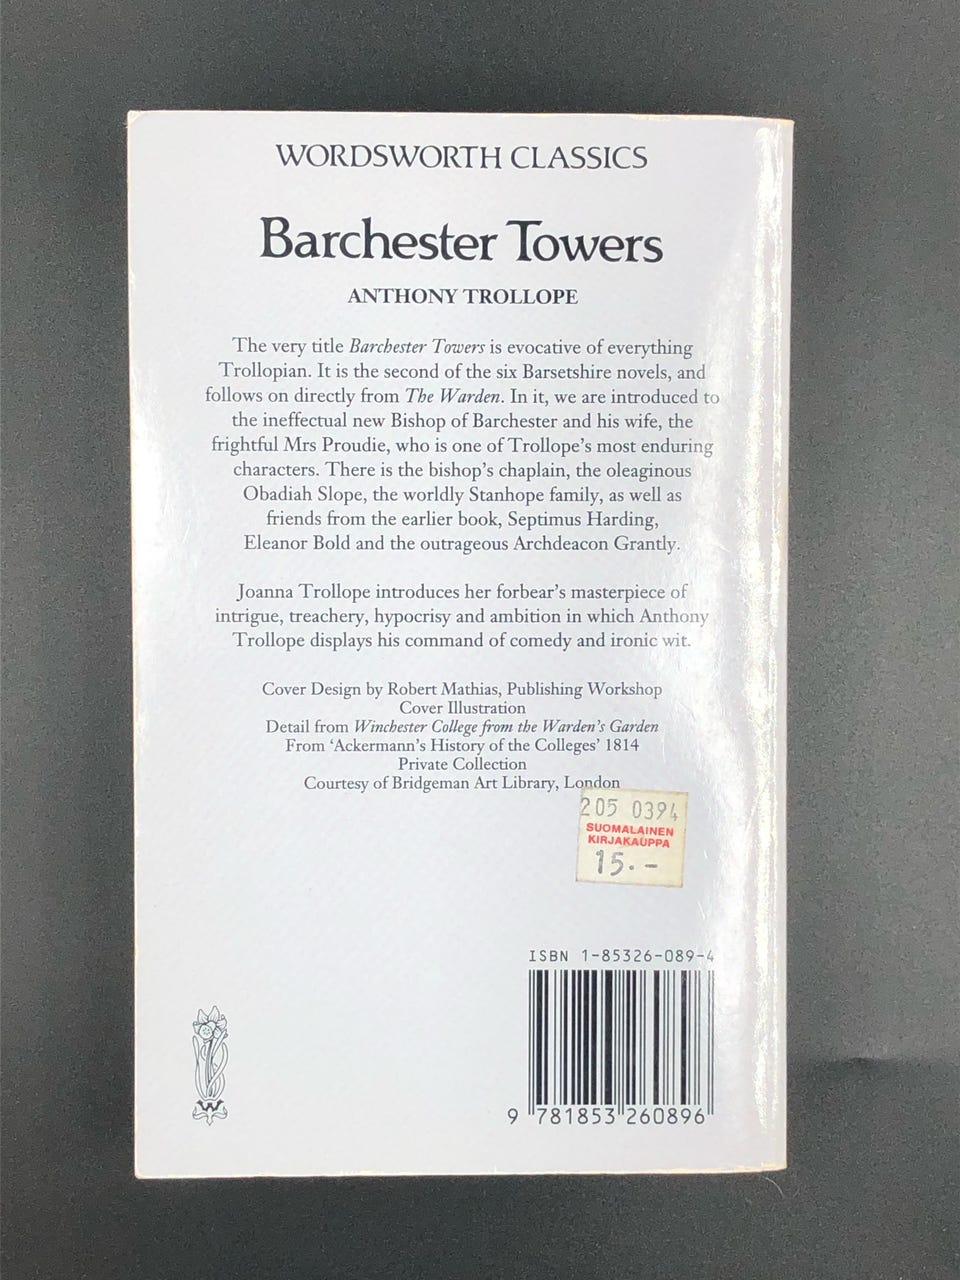 WORDSWORTH CLASSICS
Barchester Towers
ANTHONY TROLLOPE
The very title Barchester Towers is evocative of everything
Trollopian. It is the second of the six Barsetshire novels, and
follows on directly from The Warden. In it, we are introduced to
the ineffectual new Bishop of Barchester and his wife, the
frightful Mrs Proudie, who is one of Trollope's most enduring
characters. There is the bishop's chaplain, the oleaginous
Obadiah Slope, the worldly Stanhope family, as well as
friends from the earlier book, Septimus Harding,
Eleanor Bold and the outrageous Archdeacon Grantly.
Joanna Trollope introduces her forbear's masterpiece of
intrigue, treachery, hypocrisy and ambition in which Anthony
Trollope displays his command of comedy and ironic wit.
Cover Design by Robert Mathias, Publishing Workshop
Cover Illustration
Detail from Winchester College from the Warden's Garden
From 'Ackermann's History of the Colleges' 1814
Private Collection
Courtesy of Bridgeman Art Library, London
205 0394
SUOMALAINEN
KIRJAKAUPPA
15.-
ISBN 1-85326-089-4
9 781853 260896
W